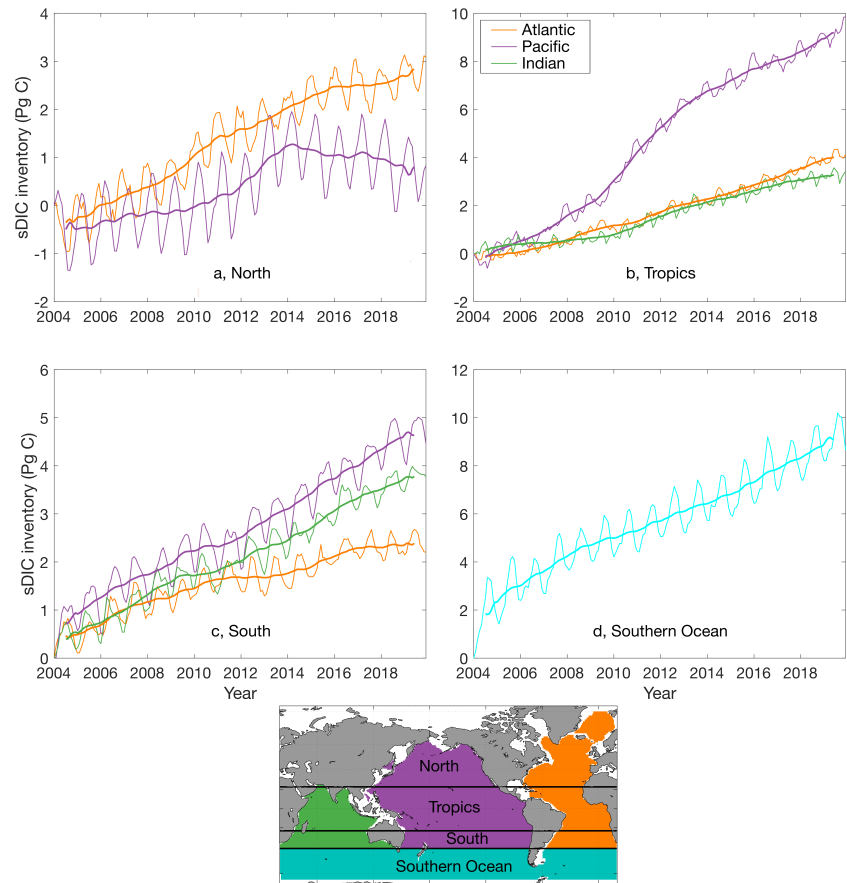 4
3
2
1
0
-1
-2
sDIC inventory (Pg C)
a, North
2004 2006 2008 2010 2012 2014 2016 2018
10
8
6
4
2
0
-2
Atlantic
Pacific
Indian
b, Tropics
2004 2006 2008 2010 2012 2014 2016 2018
6
5
4
3
2
1
0
sDIC inventory (Pg C)
c, South
2004 2006 2008 2010 2012 2014 2016 2018
Year
12
10
8
6
4
2
0
d, Southern Ocean
2004 2006 2008 2010 2012 2014 2016 2018
Year
North
Tropics
South
Southern Ocean